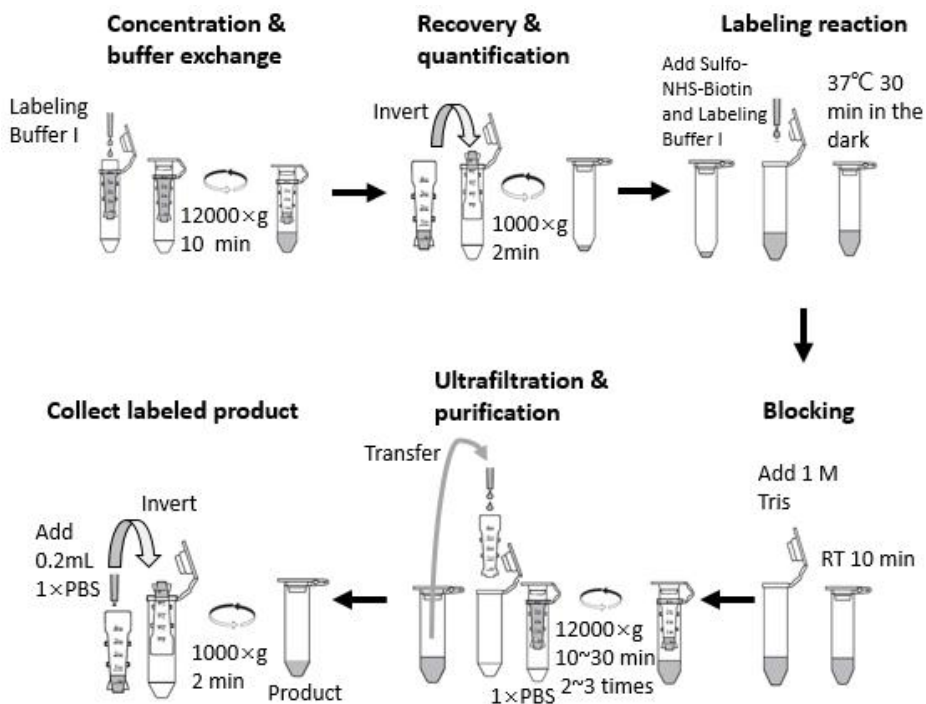 Concentration &
buffer exchange
Labeling
Buffer I
12000×g
10 min
Recovery &
quantification
Invert
1000×g
2min
Labeling reaction
Add Sulfo-
NHS-Biotin
and Labeling
Buffer I
37℃ 30
min in the
dark
Blocking
Add 1 M
Tris
RT 10 min
Ultrafiltration &
purification
Transfer
1×PBS
12000×g
10~30 min
2~3 times
Collect labeled product
Add
0.2mL
1×PBS
Invert
1000×g
2 min
Product